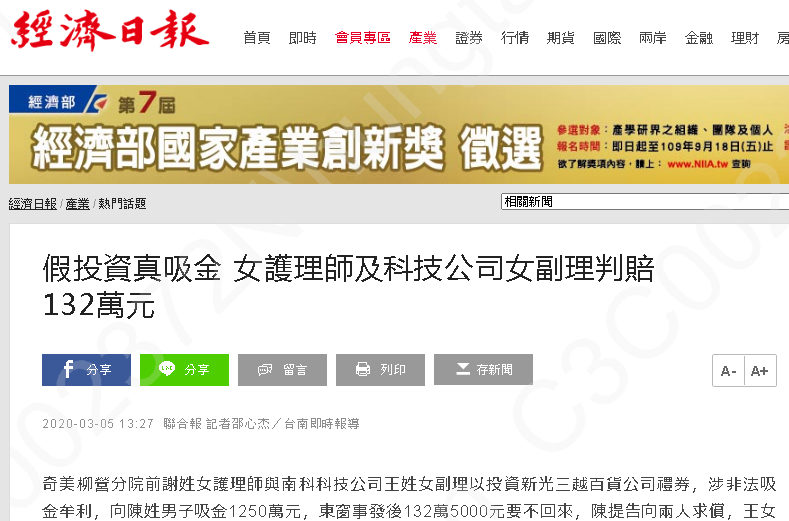 經濟日報
首頁 即時 會員專區 產業 證券 行情 期貨 國際 兩岸 金融 理財 房
經濟部 第7屆
經濟部國家產業創新獎 徵選
參選對象：產學研界之組織、團隊及個人
報名時間：即日起至109年9月18日(五)止
欲了解獎項內容，請上： www.NIIA.tw 查詢
經濟日報 / 產業 / 熱門話題
相關新聞
假投資真吸金 女護理師及科技公司女副理判賠
132萬元
分享 分享 留言 列印 存新聞 A- A+
2020-03-05 13:27 聯合報 記者邵心杰／台南即時報導
奇美柳營分院前謝姓女護理師與南科科技公司王姓女副理以投資新光三越百貨公司禮券，涉非法吸
金牟利，向陳姓男子吸金1250萬元，東窗事發後132萬5000元要不回來，陳提告向兩人求償，王女